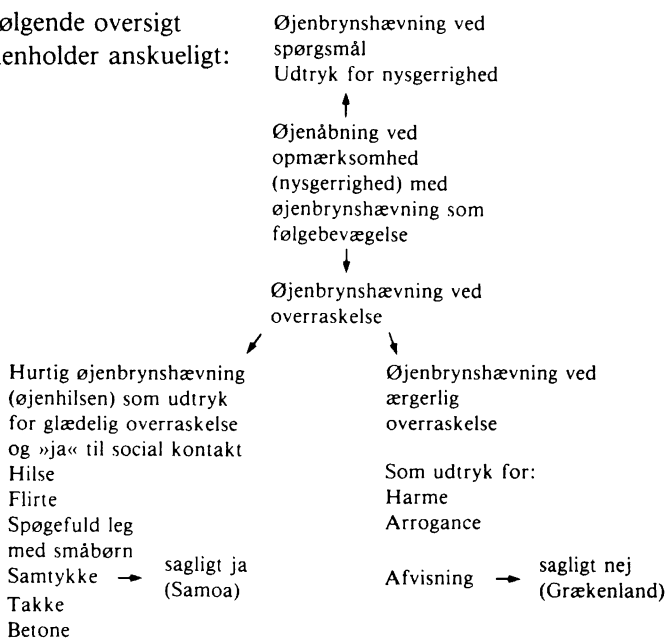 ølgende oversigt
enholder anskueligt:
Øjenbrynshævning ved
spørgsmål
Udtryk for nysgerrighed
Øjenåbning ved
opmærksomhed
(nysgerrighed) med
øjenbrynshævning som
følgebevægelse
Øjenbrynshævning ved
overraskelse
Hurtig øjenbrynshævning
(øjenhilsen) som udtryk
for glædelig overraskelse
og »ja« til social kontakt
Hilse
Flirte
Spøgefuld leg
med småbørn
Samtykke → sagligt ja
(Samoa)
Takke
Betone
Øjenbrynshævning ved
ærgerlig
overraskelse
Som udtryk for:
Harme
Arrogance
Afvisning → sagligt nej
(Grækenland)